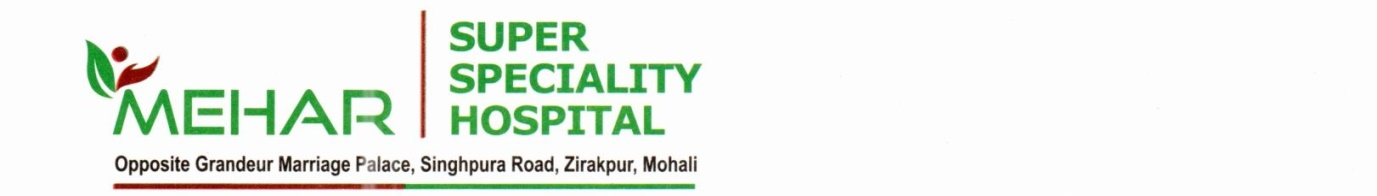 MEHAR
SUPER
SPECIALITY
HOSPITAL
Opposite Grandeur Marriage Palace, Singhpura Road, Zirakpur, Mohali